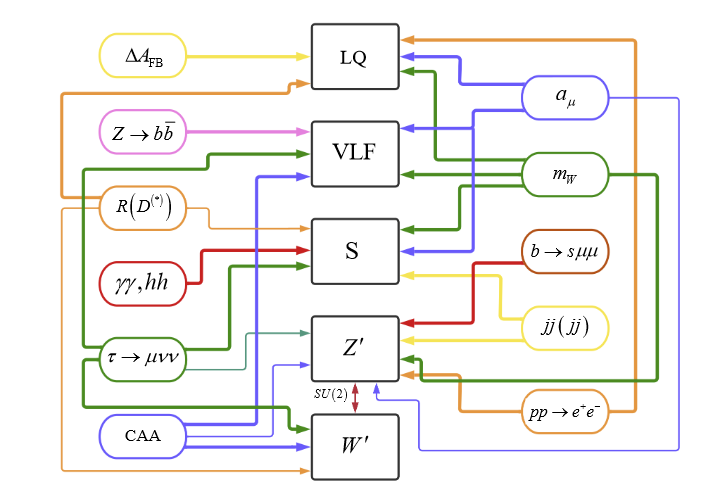 ΔA_FB
LQ
a_μ
Z → b b̅
VLF
m_W
R(D^(*))
S
b → sμμ
γγ, hh
jj(jj)
τ → μνν
Z′
SU(2)
pp → e⁺e⁻
CAA
W′